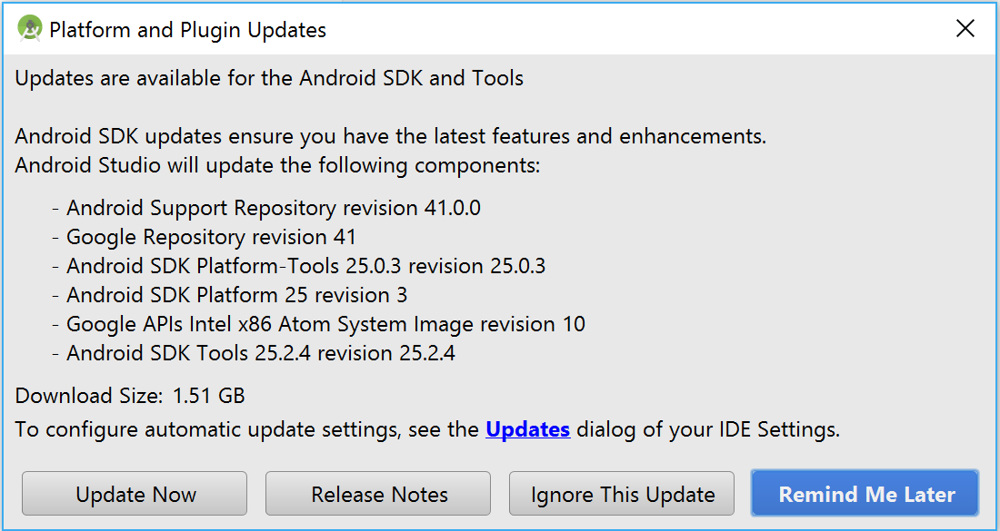 Platform and Plugin Updates
Updates are available for the Android SDK and Tools
Android SDK updates ensure you have the latest features and enhancements.
Android Studio will update the following components:
- Android Support Repository revision 41.0.0
- Google Repository revision 41
- Android SDK Platform-Tools 25.0.3 revision 25.0.3
- Android SDK Platform 25 revision 3
- Google APIs Intel x86 Atom System Image revision 10
- Android SDK Tools 25.2.4 revision 25.2.4
Download Size: 1.51 GB
To configure automatic update settings, see the Updates dialog of your IDE Settings.
Update Now Release Notes Ignore This Update Remind Me Later